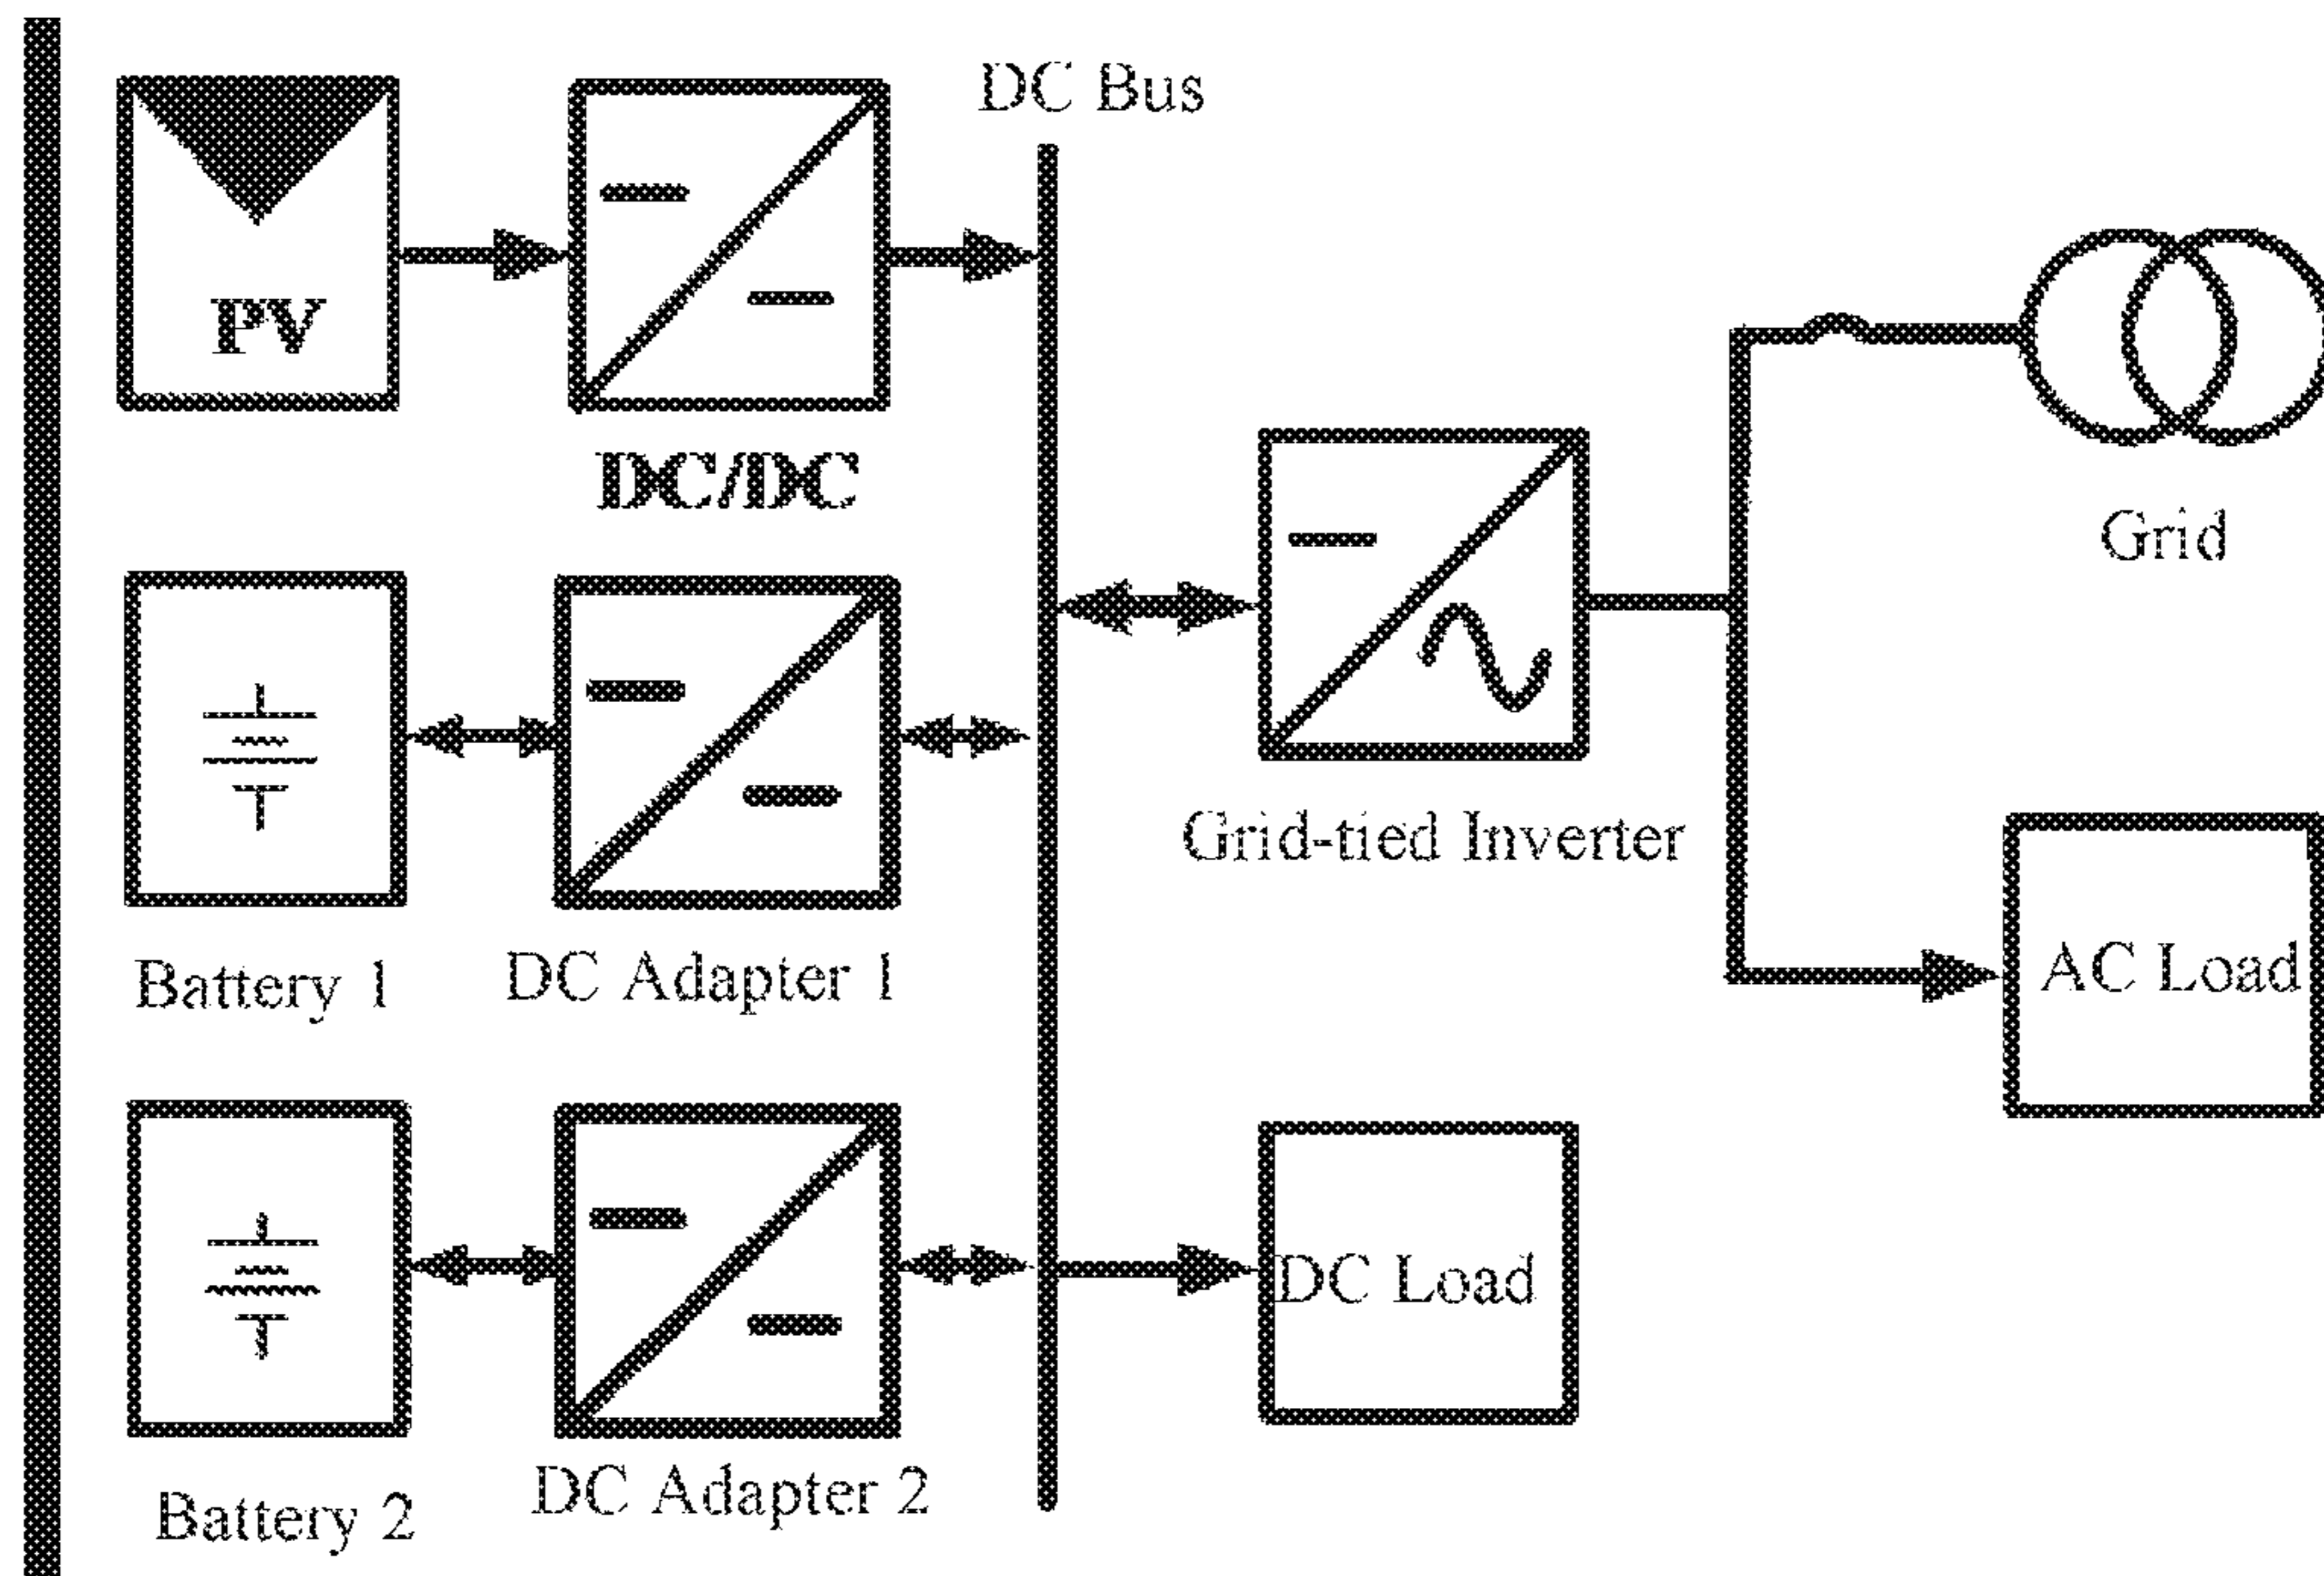 DC Bus
PV
DC/DC
Grid
Battery 1
DC Adapter 1
Grid-tied Inverter
AC Load
DC Load
Battery 2
DC Adapter 2